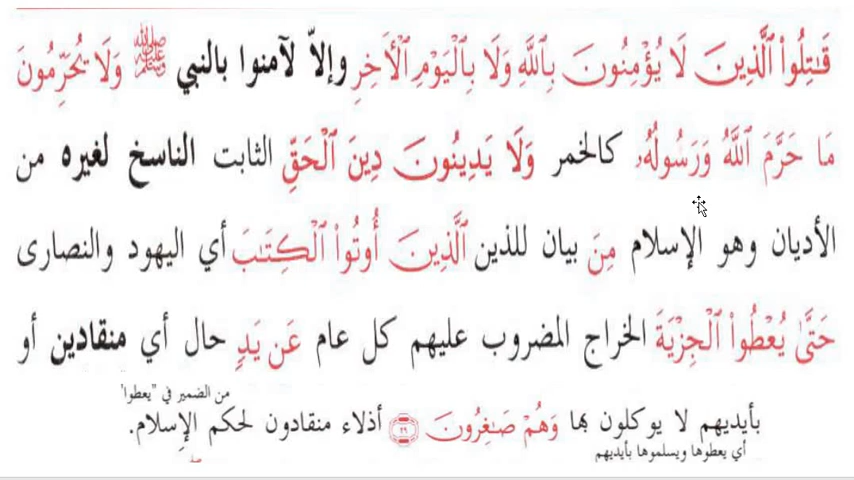 قَٰتِلُوا۟ ٱلَّذِينَ لَا يُؤْمِنُونَ بِٱللَّهِ وَلَا بِٱلْيَوْمِ ٱلْأَخِرِ وإلاّ لآمنوا بالنبي ﷺ وَلَا يُحَرِّمُونَ
مَا حَرَّمَ ٱللَّهُ وَرَسُولُهُۥ كالخمر وَلَا يَدِينُونَ دِينَ ٱلْحَقِّ الثابت الناسخ لغيره من
الأديان وهو الإسلام مِنَ بيان للذين ٱلَّذِينَ أُوتُوا۟ ٱلْكِتَٰبَ أي اليهود والنصارى
حَتَّىٰ يُعْطُوا۟ ٱلْجِزْيَةَ الخراج المضروب عليهم كل عام عَن يَدٍ حال أي منقادين أو
من الضمير في "يعطوا"
بأيديهم لا يوكلون بها وَهُمْ صَٰغِرُونَ ٢٩ أذلاء منقادون لحكم الإسلام.
أي يعطوها ويسلموها بأيديهم